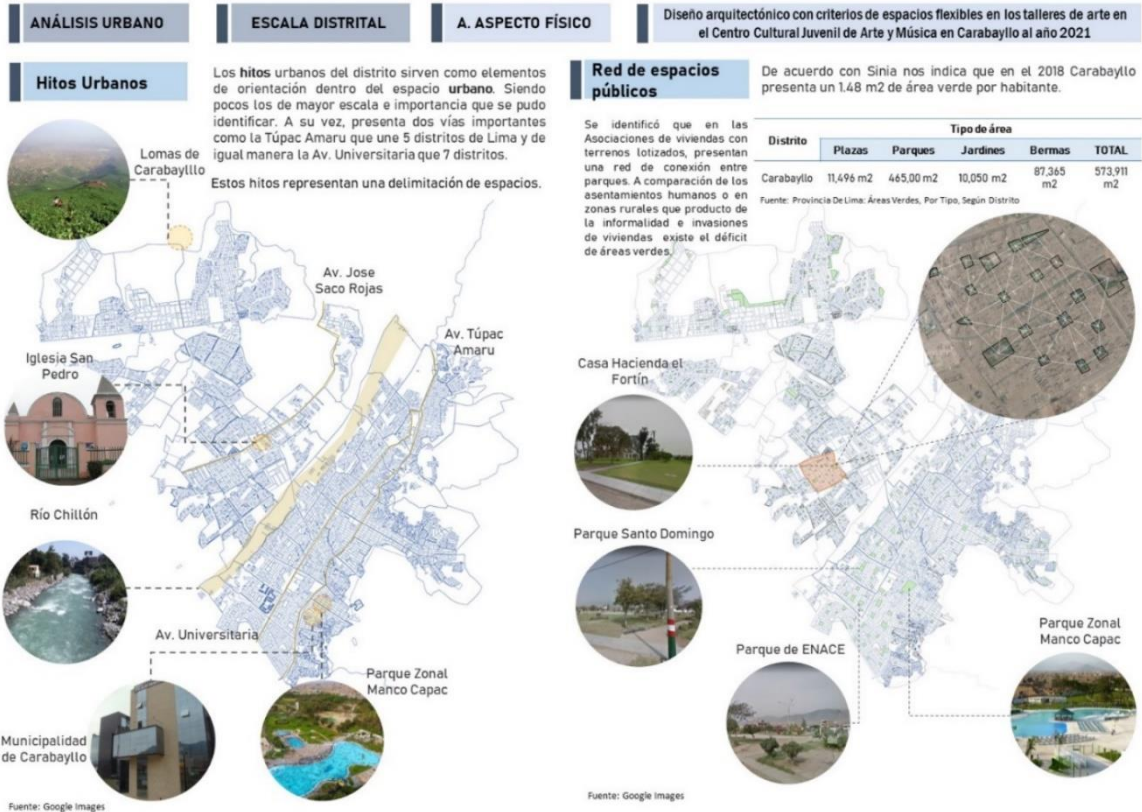 ANÁLISIS URBANO
ESCALA DISTRITAL
A. ASPECTO FÍSICO
Diseño arquitectónico con criterios de espacios flexibles en los talleres de arte en
el Centro Cultural Juvenil de Arte y Música en Carabayllo al año 2021
Hitos Urbanos
Los hitos urbanos del distrito sirven como elementos
de orientación dentro del espacio urbano. Siendo
pocos los de mayor escala e importancia que se pudo
identificar. A su vez, presenta dos vías importantes
como la Túpac Amaru que une 5 distritos de Lima y de
igual manera la Av. Universitaria que 7 distritos.
Estos hitos representan una delimitación de espacios.
Lomas de
Carabaylllo
Av. Jose
Saco Rojas
Av. Túpac
Amaru
Iglesia San
Pedro
Río Chillón
Av. Universitaria
Parque Zonal
Manco Capac
Municipalidad
de Carabayllo
Fuente: Google Images
Red de espacios
públicos
De acuerdo con Sinia nos indica que en el 2018 Carabayllo
presenta un 1.48 m2 de área verde por habitante.
Se identificó que en las
Asociaciones de viviendas con
terrenos lotizados, presentan
una red de conexión entre
parques. A comparación de los
asentamientos humanos o en
zonas rurales que producto de
la informalidad e invasiones
de viviendas existe el déficit
de áreas verdes.
Distrito
Tipo de área
Plazas Parques Jardines Bermas TOTAL
Carabayllo 11,496 m2 465,00 m2 10,050 m2 87,365 m2 573,911 m2
Fuente: Provincia De Lima: Áreas Verdes, Por Tipo, Según Distrito
Casa Hacienda el
Fortín
Parque Santo Domingo
Parque de ENACE
Parque Zonal
Manco Capac
Fuente: Google Images